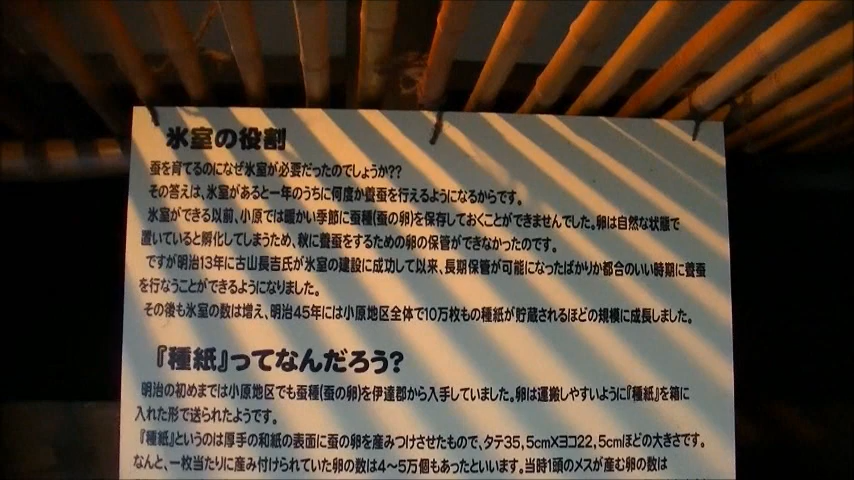 氷室の役割
蚕を育てるのになぜ氷室が必要だったのでしょうか??
その答えは、氷室があると一年のうちに何度か養蚕を行えるようになるからです。
氷室ができる以前、小原では暖かい季節に蚕種(蚕の卵)を保存しておくことができませんでした。卵は自然な状態で
置いていると孵化してしまうため、秋に養蚕をするための卵の保管ができなかったのです。
ですが明治13年に古山長吉氏が氷室の建設に成功して以来、長期保管が可能になったばかりか都合のいい時期に養蚕
を行なうことができるようになりました。
その後も氷室の数は増え、明治45年には小原地区全体で10万枚もの種紙が貯蔵されるほどの規模に成長しました。
『種紙』ってなんだろう?
明治の初めまでは小原地区でも蚕種(蚕の卵)を伊達郡から入手していました。卵は運搬しやすいように『種紙』を箱に
入れた形で送られたようです。
『種紙』というのは厚手の和紙の表面に蚕の卵を産みつけさせたもので、タテ35,5cm×ヨコ22,5cmほどの大きさです。
なんと、一枚当たりに産み付けられていた卵の数は4〜5万個もあったといいます。当時1頭のメスが産む卵の数は